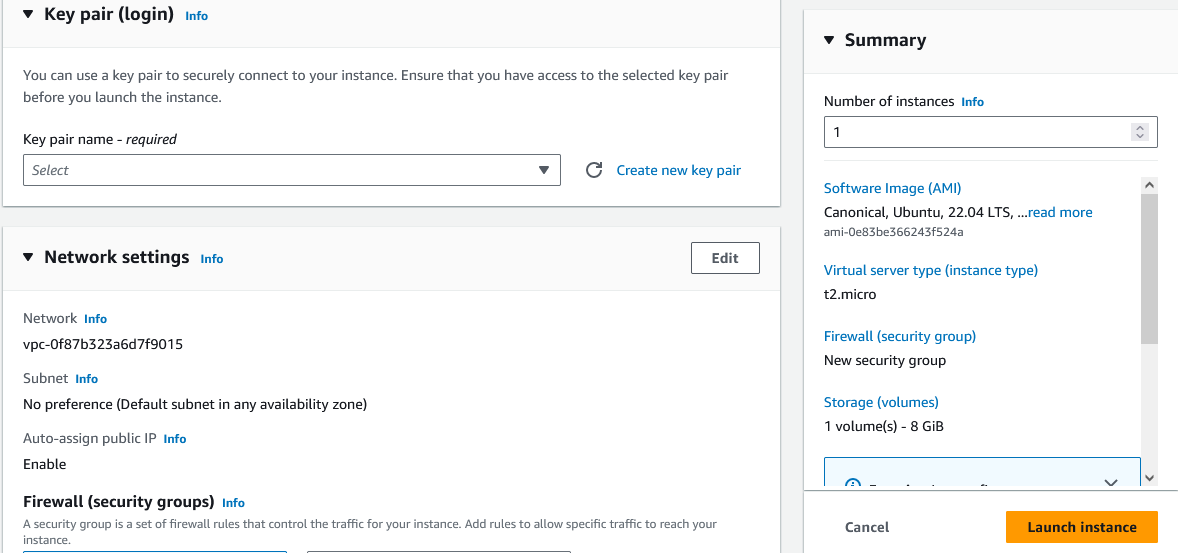 Key pair (login) Info
You can use a key pair to securely connect to your instance. Ensure that you have access to the selected key pair
before you launch the instance.
Key pair name - required
Select
Create new key pair
Network settings Info
Edit
Network Info
vpc-0f87b323a6d7f9015
Subnet Info
No preference (Default subnet in any availability zone)
Auto-assign public IP Info
Enable
Firewall (security groups) Info
A security group is a set of firewall rules that control the traffic for your instance. Add rules to allow specific traffic to reach your
instance.
Summary
Number of instances Info
1
Software Image (AMI)
Canonical, Ubuntu, 22.04 LTS, ...read more
ami-0e83be366243f524a
Virtual server type (instance type)
t2.micro
Firewall (security group)
New security group
Storage (volumes)
1 volume(s) - 8 GiB
Cancel
Launch instance